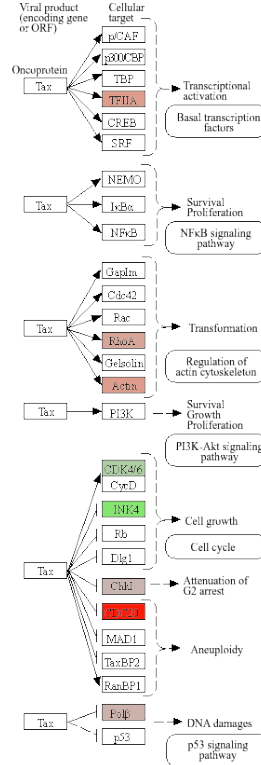 Viral product
(encoding gene
or ORF)
Cellular
target
Oncoprotein
Tax
p/CAF
p300/CBP
TBP
TFIIA
CREB
SRF
Transcriptional
activation
Basal transcription
factors
Tax
NEMO
IκBα
NFκB
Survival
Proliferation
NFκB signaling
pathway
Tax
Gap1m
Cdc42
Rac
RhoA
Gelsolin
Actin
Transformation
Regulation of
actin cytoskeleton
Tax
PI3K
Survival
Growth
Proliferation
PI3K-Akt signaling
pathway
Tax
CDK4/6
CycD
INK4
Rb
Dlg1
Cell growth
Cell cycle
Chk1
Attenuation of
G2 arrest
MAD1
TaxBP2
RanBP1
Aneuploidy
Tax
Polβ
p53
DNA damages
p53 signaling
pathway